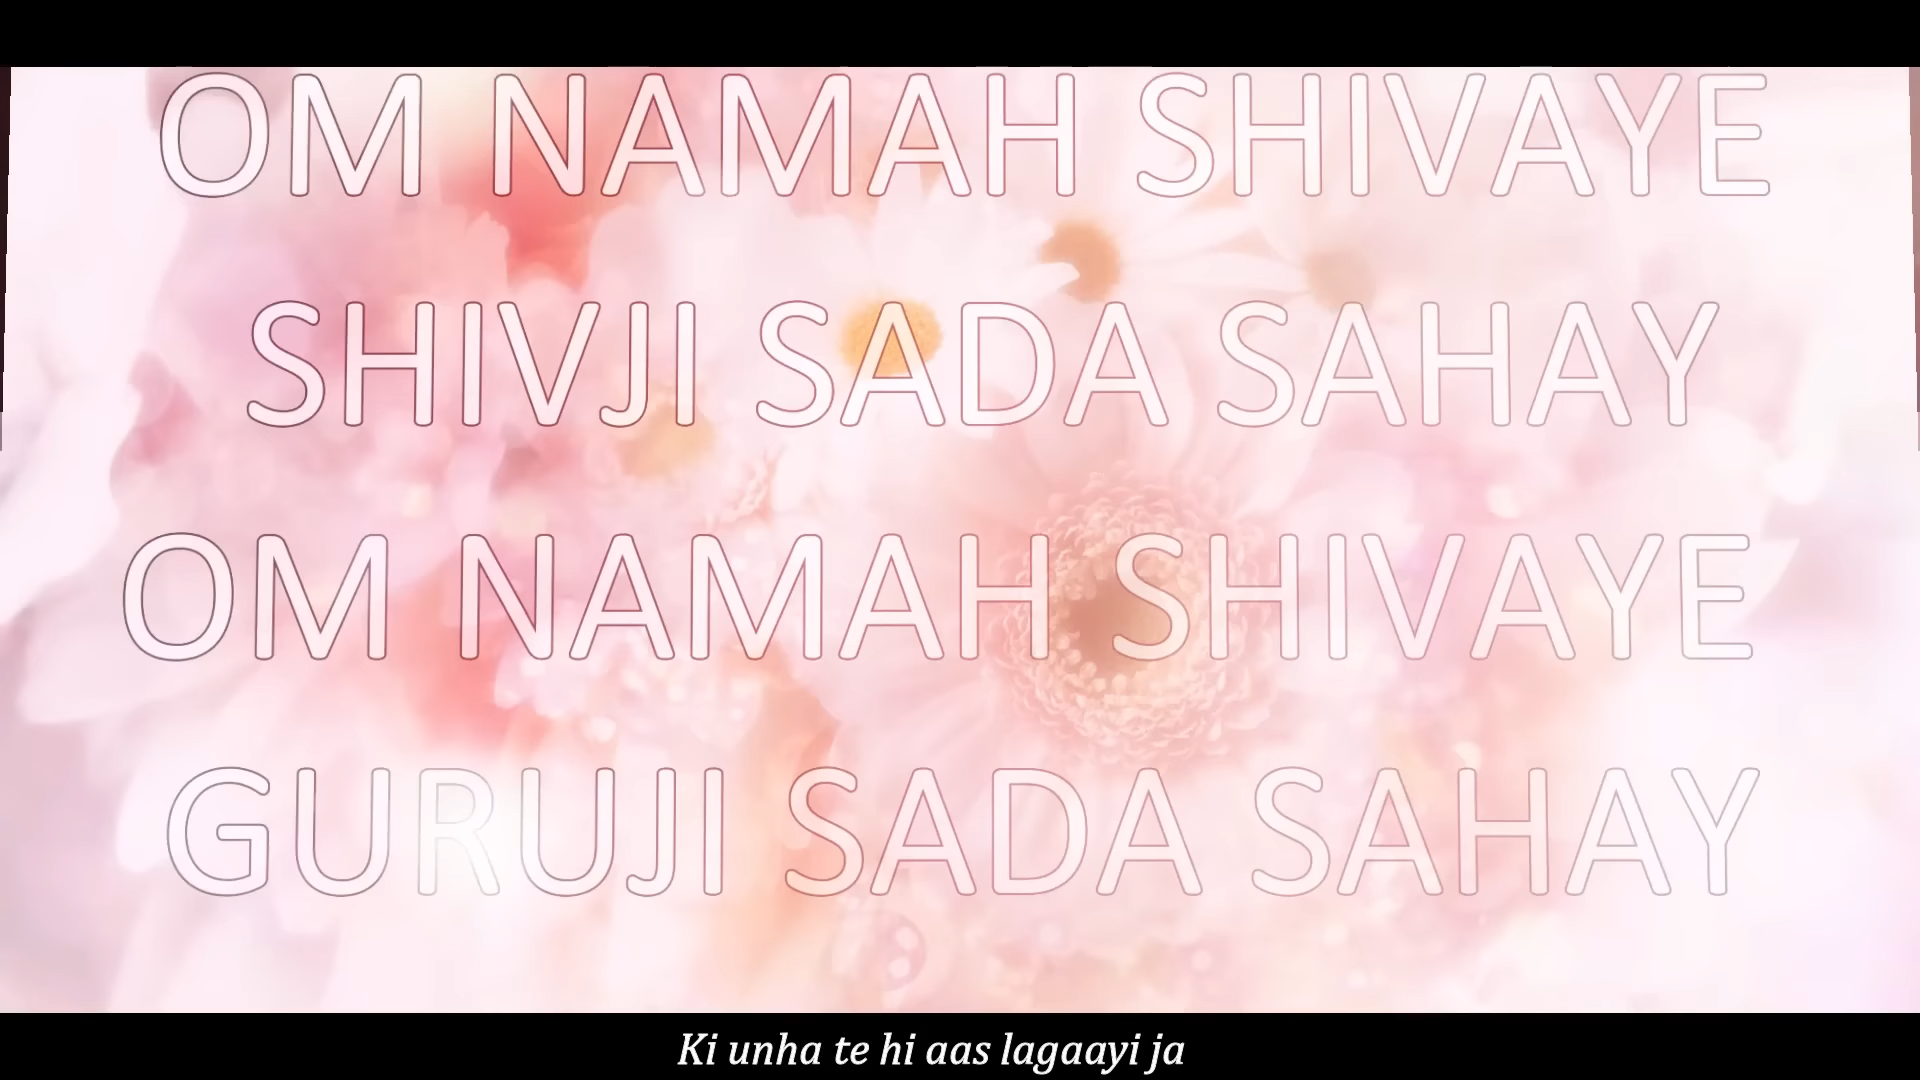 OM NAMAH SHIVAYE
SHIVJI SADA SAHAY
OM NAMAH SHIVAYE
GURUJI SADA SAHAY
Ki unha te hi aas lagaayi ja